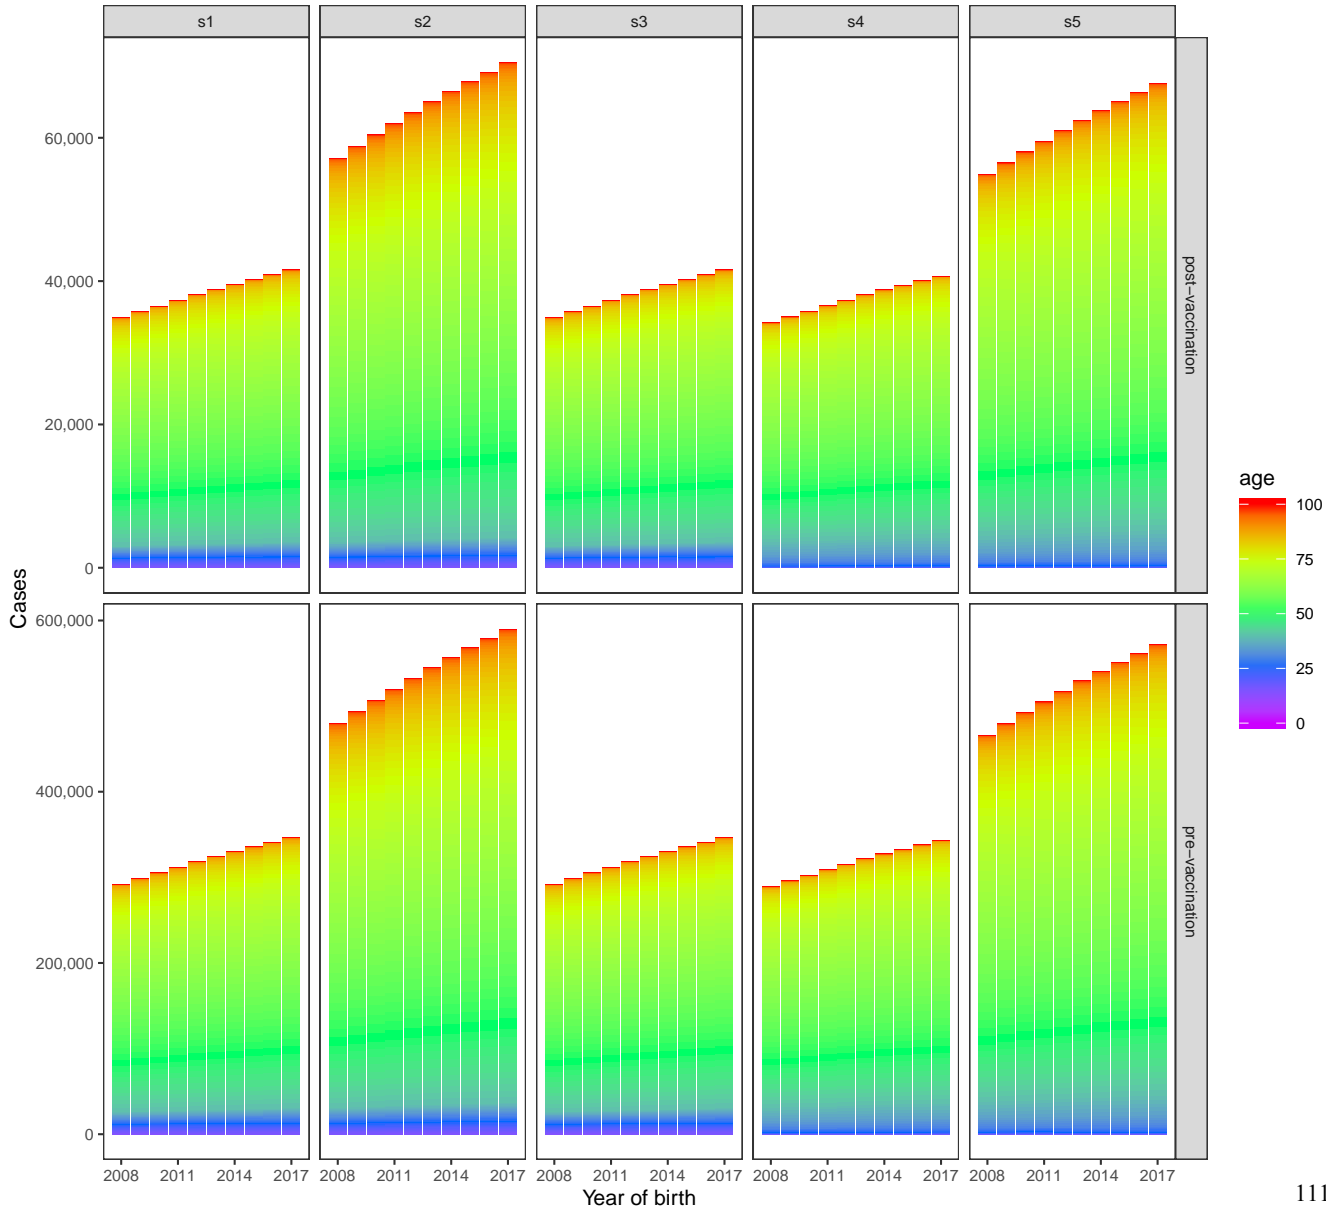 s1 s2 s3 s4 s5
60,000
40,000
20,000
0
post−vaccination
600,000
400,000
200,000
0
pre−vaccination
Cases
2008 2011 2014 2017 2008 2011 2014 2017 2008 2011 2014 2017 2008 2011 2014 2017 2008 2011 2014 2017
Year of birth
age
100
75
50
25
0
111